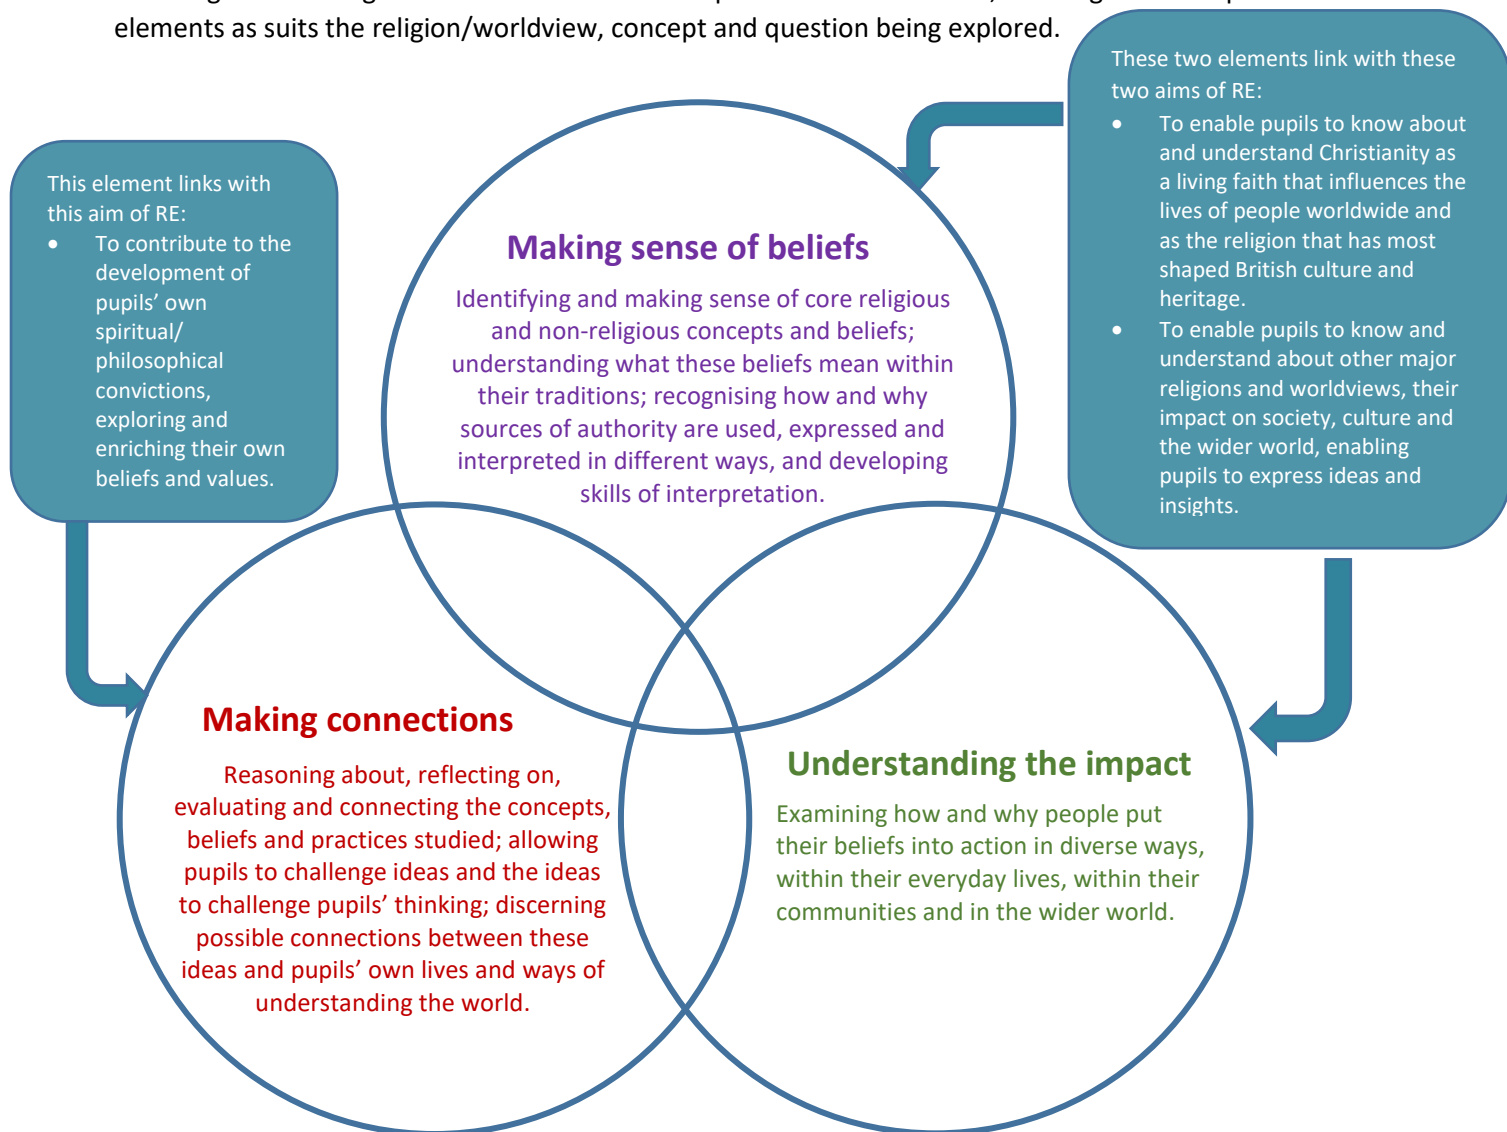 elements as suits the religion/worldview, concept and question being explored.
These two elements link with these
two aims of RE:
• To enable pupils to know about
and understand Christianity as
a living faith that influences the
lives of people worldwide and
as the religion that has most
shaped British culture and
heritage.
• To enable pupils to know and
understand about other major
religions and worldviews, their
impact on society, culture and
the wider world, enabling
pupils to express ideas and
insights.
This element links with
this aim of RE:
• To contribute to the
development of
pupils’ own
spiritual/
philosophical
convictions,
exploring and
enriching their own
beliefs and values.
Making sense of beliefs
Identifying and making sense of core religious
and non-religious concepts and beliefs;
understanding what these beliefs mean within
their traditions; recognising how and why
sources of authority are used, expressed and
interpreted in different ways, and developing
skills of interpretation.
Making connections
Reasoning about, reflecting on,
evaluating and connecting the concepts,
beliefs and practices studied; allowing
pupils to challenge ideas and the ideas
to challenge pupils’ thinking; discerning
possible connections between these
ideas and pupils’ own lives and ways of
understanding the world.
Understanding the impact
Examining how and why people put
their beliefs into action in diverse ways,
within their everyday lives, within their
communities and in the wider world.